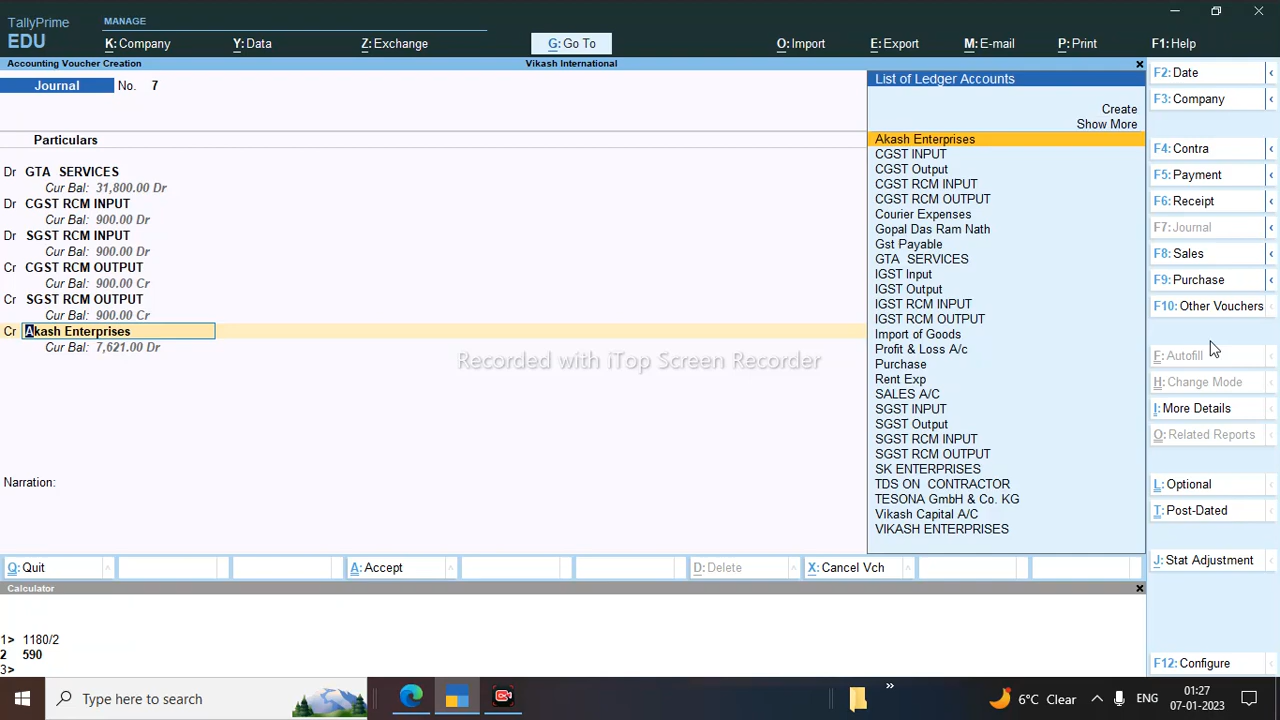 TallyPrime
EDU
MANAGE
K: Company
Y: Data
Z: Exchange
G: Go To
O: Import
E: Export
M: E-mail
P: Print
F1: Help
Accounting Voucher Creation
Vikash International
Journal
No. 7
Particulars
Dr GTA SERVICES
Cur Bal: 31,800.00 Dr
Dr CGST RCM INPUT
Cur Bal: 900.00 Dr
Dr SGST RCM INPUT
Cur Bal: 900.00 Dr
Cr CGST RCM OUTPUT
Cur Bal: 900.00 Cr
Cr SGST RCM OUTPUT
Cur Bal: 900.00 Cr
Cr Akash Enterprises
Cur Bal: 7,621.00 Dr
Recorded with iTop Screen Recorder
Narration:
List of Ledger Accounts
Create
Show More
Akash Enterprises
CGST INPUT
CGST Output
CGST RCM INPUT
CGST RCM OUTPUT
Courier Expenses
Gopal Das Ram Nath
Gst Payable
GTA SERVICES
IGST Input
IGST Output
IGST RCM INPUT
IGST RCM OUTPUT
Import of Goods
Profit & Loss A/c
Purchase
Rent Exp
SALES A/C
SGST INPUT
SGST Output
SGST RCM INPUT
SGST RCM OUTPUT
SK ENTERPRISES
TDS ON CONTRACTOR
TESONA GmbH & Co. KG
Vikash Capital A/C
VIKASH ENTERPRISES
F2: Date
F3: Company
F4: Contra
F5: Payment
F6: Receipt
F7: Journal
F8: Sales
F9: Purchase
F10: Other Vouchers
F: Autofill
H: Change Mode
I: More Details
O: Related Reports
L: Optional
T: Post-Dated
J: Stat Adjustment
F12: Configure
Q: Quit
A: Accept
D: Delete
X: Cancel Vch
Calculator
1> 1180/2
2 590
3>
Type here to search
6°C Clear
ENG
01:27
07-01-2023